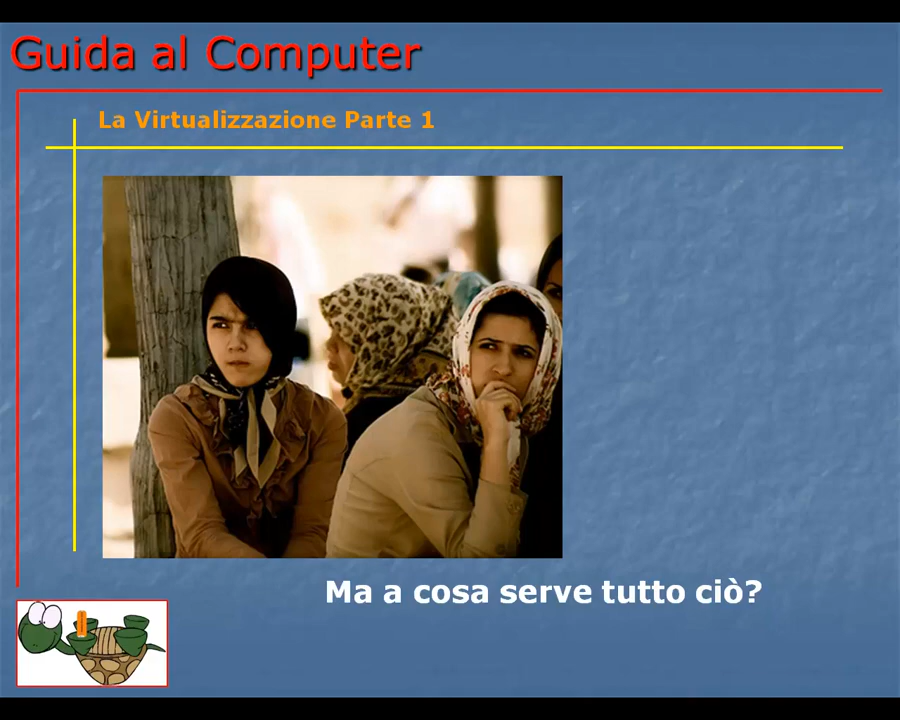 Guida al Computer
La Virtualizzazione Parte 1
Ma a cosa serve tutto ciò?